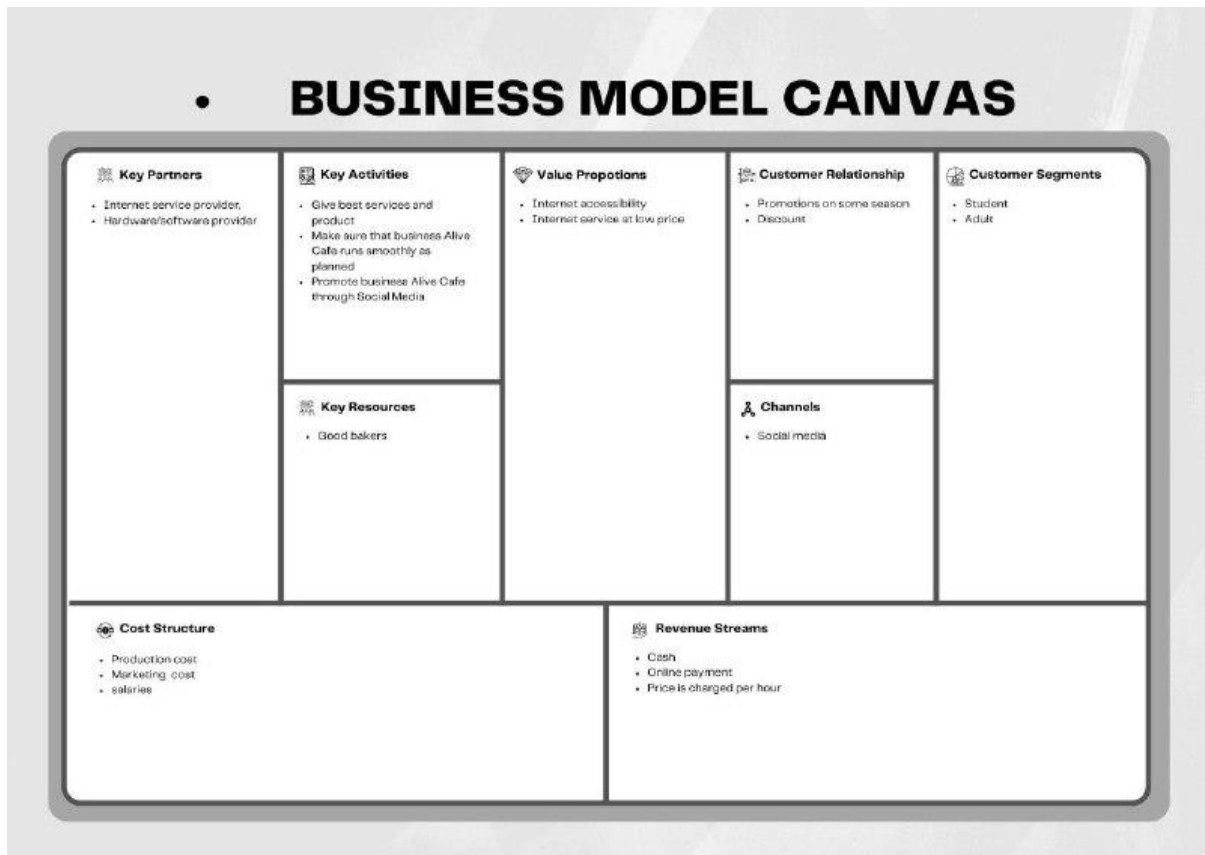 • BUSINESS MODEL CANVAS
Key Partners
• Internet service provider,
• Hardware/software provider
Key Activities
• Give best services and
product
• Make sure that business Alive
Cafe runs smoothly as
planned
• Promote business Alive Cafe
through Social Media
Key Resources
• Good bakers
Value Propotions
• Internet accessibility
• Internet service at low price
Customer Relationship
• Promotions on some season
• Discount
Channels
• Social media
Customer Segments
• Student
• Adult
Cost Structure
• Production cost
• Marketing cost
• salaries
Revenue Streams
• Cash
• Online payment
• Price is charged per hour